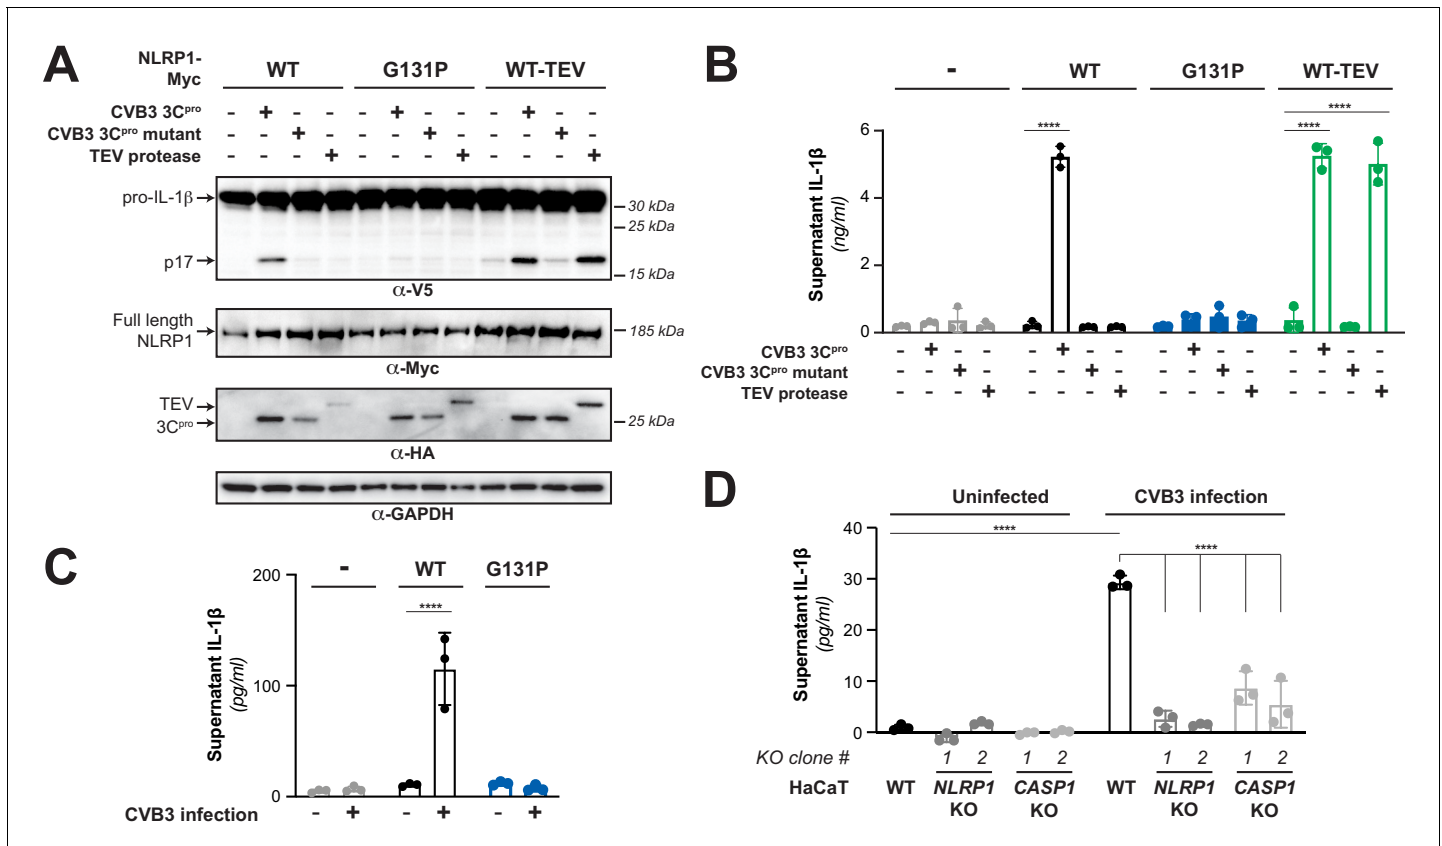 A
NLRP1-
Myc
WT G131P WT-TEV
CVB3 3Cpro - + - - - + - - - + - -
CVB3 3Cpro mutant - - + - - - + - - - + -
TEV protease - - - + - - - + - - - +
pro-IL-1β
30 kDa
25 kDa
p17
15 kDa
α-V5
Full length
NLRP1
185 kDa
α-Myc
TEV
3Cpro
25 kDa
α-HA
α-GAPDH
B
- WT G131P WT-TEV
****
**** ****
Supernatant IL-1β
(ng/ml)
6
4
2
0
CVB3 3Cpro - + - - - + - - - + - - - + - -
CVB3 3Cpro mutant - - + - - - + - - - + - - - + -
TEV protease - - - + - - - + - - - + - - - +
C
- WT G131P
****
Supernatant IL-1β
(pg/ml)
200
100
0
CVB3 infection - + - + - +
D
Uninfected CVB3 infection
****
****
Supernatant IL-1β
(pg/ml)
40
30
20
10
0
KO clone # 1 2 1 2 1 2 1 2
HaCaT WT NLRP1 CASP1 WT NLRP1 CASP1
KO KO KO KO